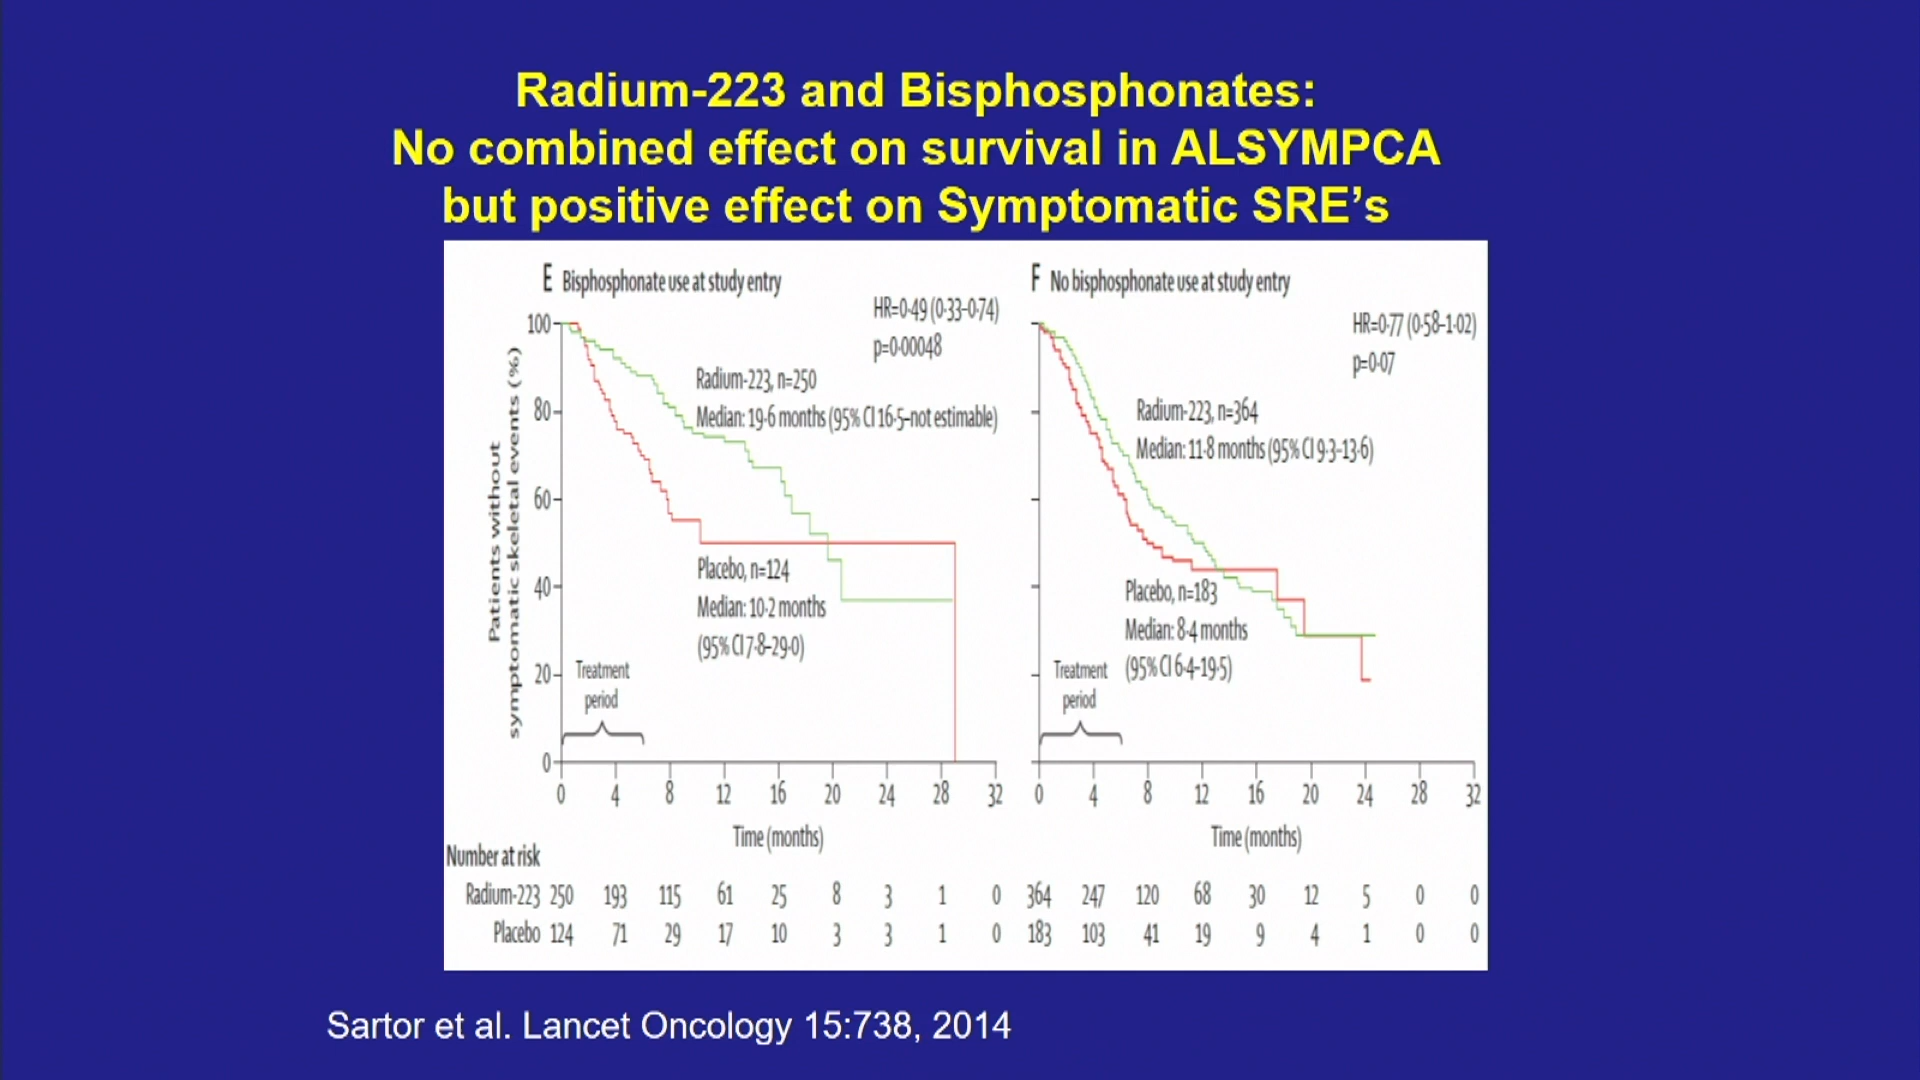 Radium-223 and Bisphosphonates:
No combined effect on survival in ALSYMPCA
but positive effect on Symptomatic SRE's
E Bisphosphonate use at study entry
HR=0·49 (0·33–0·74)
p=0·00048
Radium-223, n=250
Median: 19·6 months (95% CI 16·5–not estimable)
Placebo, n=124
Median: 10·2 months
(95% CI 7·8–29·0)
Treatment
period
Patients without
symptomatic skeletal events (%)
100
80
60
40
20
0
0 4 8 12 16 20 24 28 32
Time (months)
F No bisphosphonate use at study entry
HR=0·77 (0·58–1·02)
p=0·07
Radium-223, n=364
Median: 11·8 months (95% CI 9·3–13·6)
Placebo, n=183
Median: 8·4 months
(95% CI 6·4–19·5)
Treatment
period
0 4 8 12 16 20 24 28 32
Time (months)
Number at risk
Radium-223 250 193 115 61 25 8 3 1 0 364 247 120 68 30 12 5 0 0
Placebo 124 71 29 17 10 3 3 1 0 183 103 41 19 9 4 1 0 0
Sartor et al. Lancet Oncology 15:738, 2014